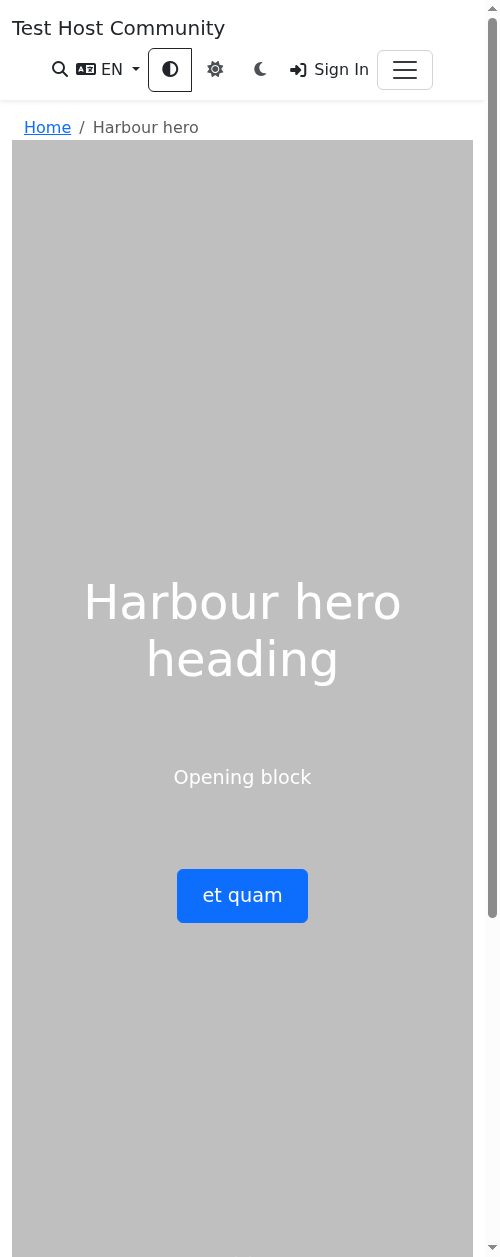 Test Host Community
EN
Sign In
Home / Harbour hero
Harbour hero
heading
Opening block
et quam